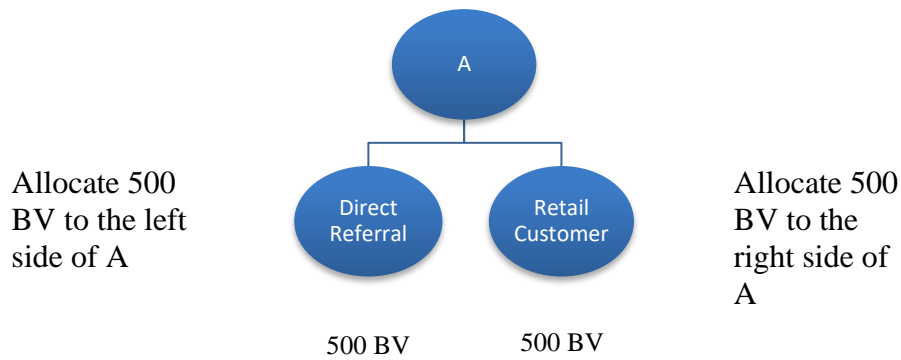 A
Allocate 500
BV to the left
side of A
Direct
Referral
Retail
Customer
Allocate 500
BV to the
right side of
A
500 BV
500 BV